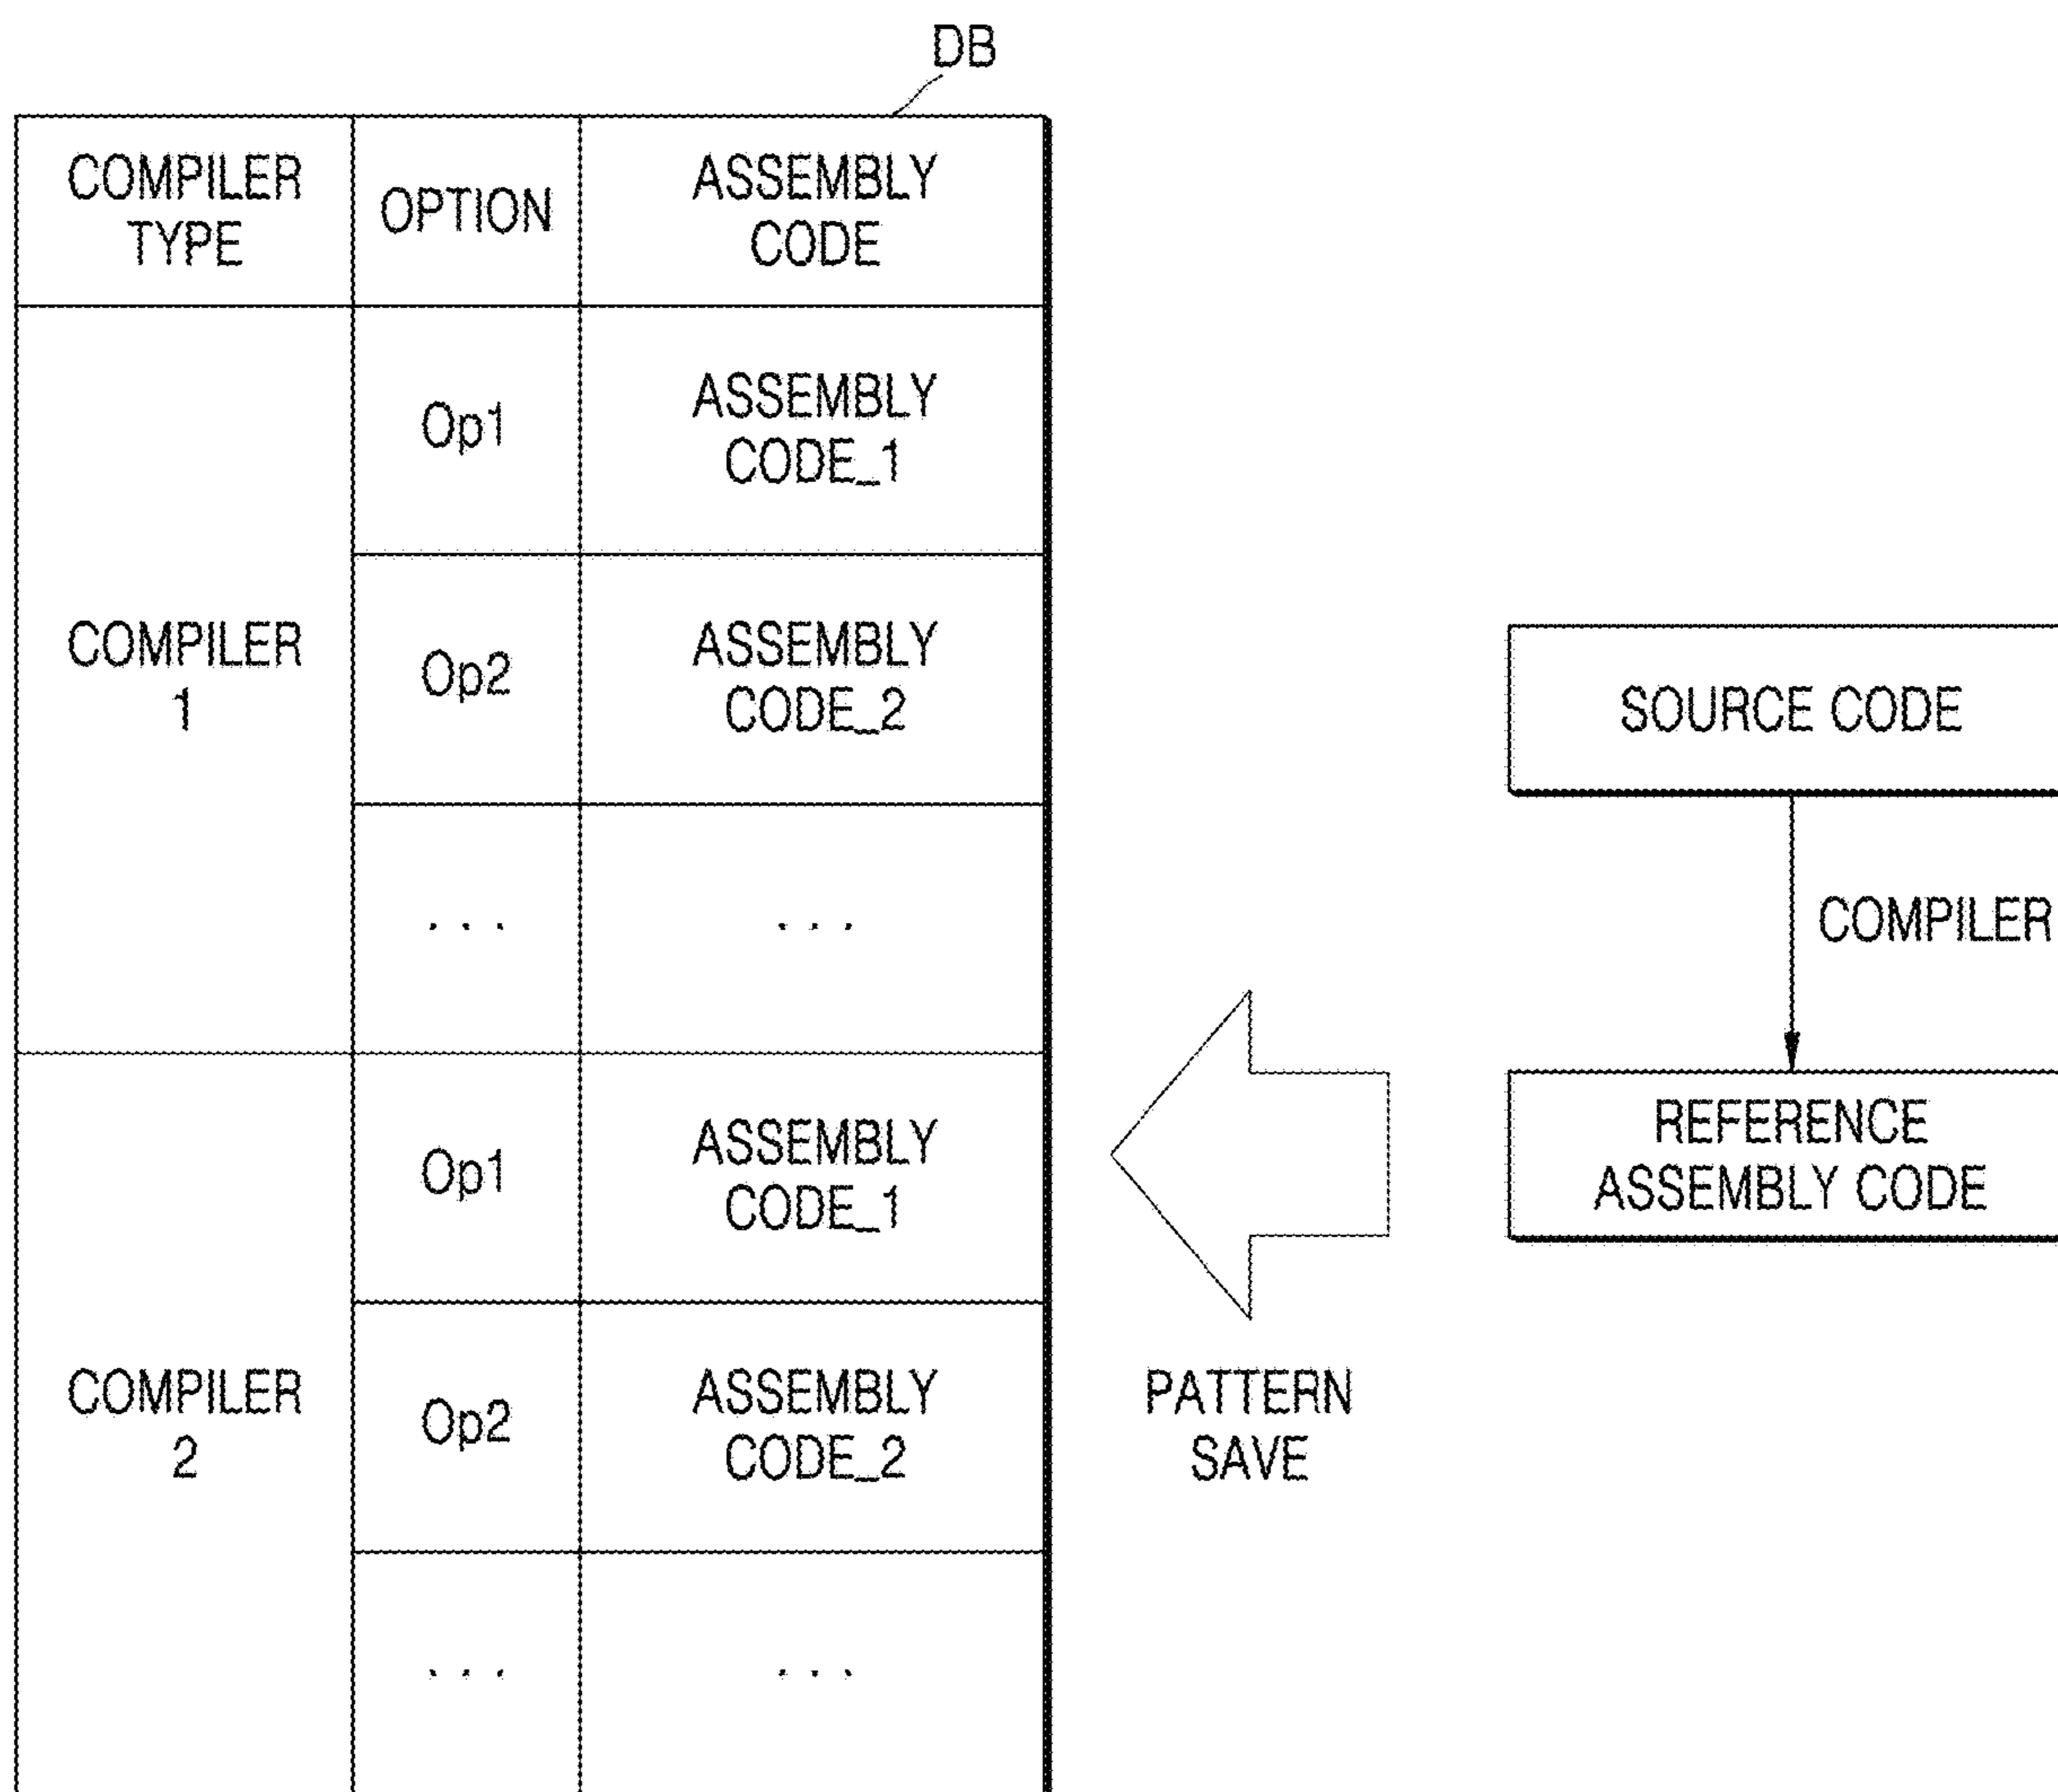 DB
COMPILER
TYPE
OPTION
ASSEMBLY
CODE
COMPILER
1
Op1
ASSEMBLY
CODE_1
Op2
ASSEMBLY
CODE_2
...
...
COMPILER
2
Op1
ASSEMBLY
CODE_1
Op2
ASSEMBLY
CODE_2
...
...
PATTERN
SAVE
SOURCE CODE
COMPILER
REFERENCE
ASSEMBLY CODE